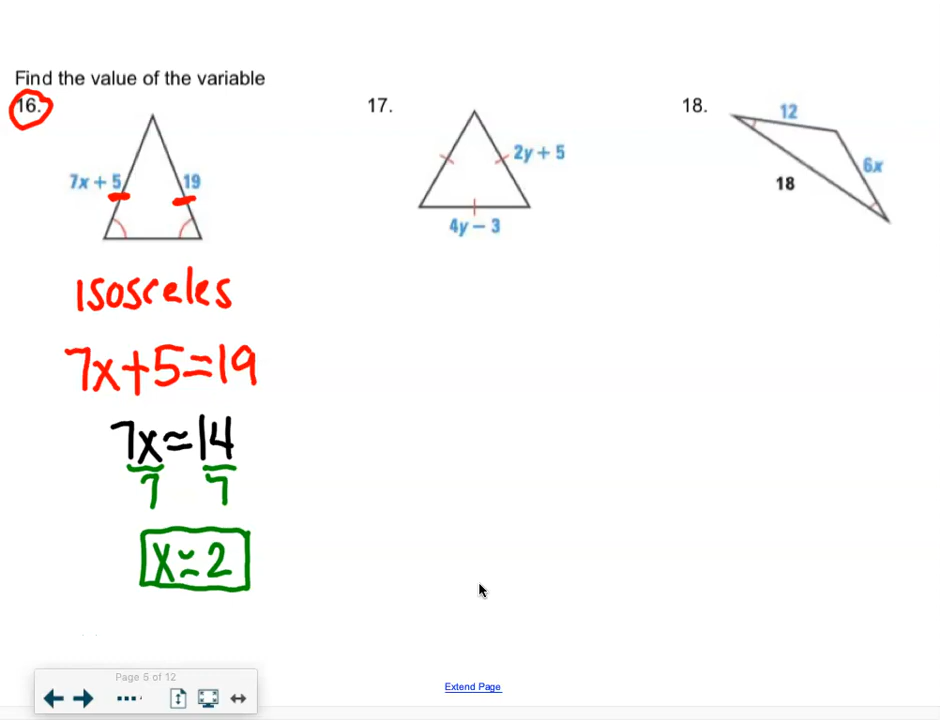 Find the value of the variable
16.
17.
18.
7x + 5
19
2y + 5
4y − 3
12
6x
18
isosceles
7x+5=19
7x=14
7 7
x=2
Page 5 of 12
Extend Page